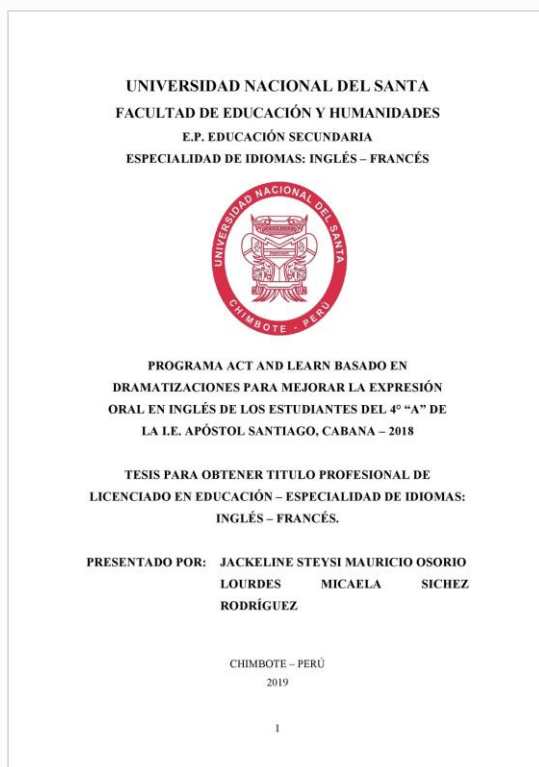 UNIVERSIDAD NACIONAL DEL SANTA
FACULTAD DE EDUCACIÓN Y HUMANIDADES
E.P. EDUCACIÓN SECUNDARIA
ESPECIALIDAD DE IDIOMAS: INGLÉS – FRANCÉS
UNIVERSIDAD NACIONAL DEL SANTA
CHIMBOTE - PERÚ
PROGRAMA ACT AND LEARN BASADO EN
DRAMATIZACIONES PARA MEJORAR LA EXPRESIÓN
ORAL EN INGLÉS DE LOS ESTUDIANTES DEL 4° “A” DE
LA I.E. APÓSTOL SANTIAGO, CABANA – 2018
TESIS PARA OBTENER TITULO PROFESIONAL DE
LICENCIADO EN EDUCACIÓN – ESPECIALIDAD DE IDIOMAS:
INGLÉS – FRANCÉS.
PRESENTADO POR: JACKELINE STEYSI MAURICIO OSORIO
LOURDES MICAELA SICHEZ
RODRÍGUEZ
CHIMBOTE – PERÚ
2019
1